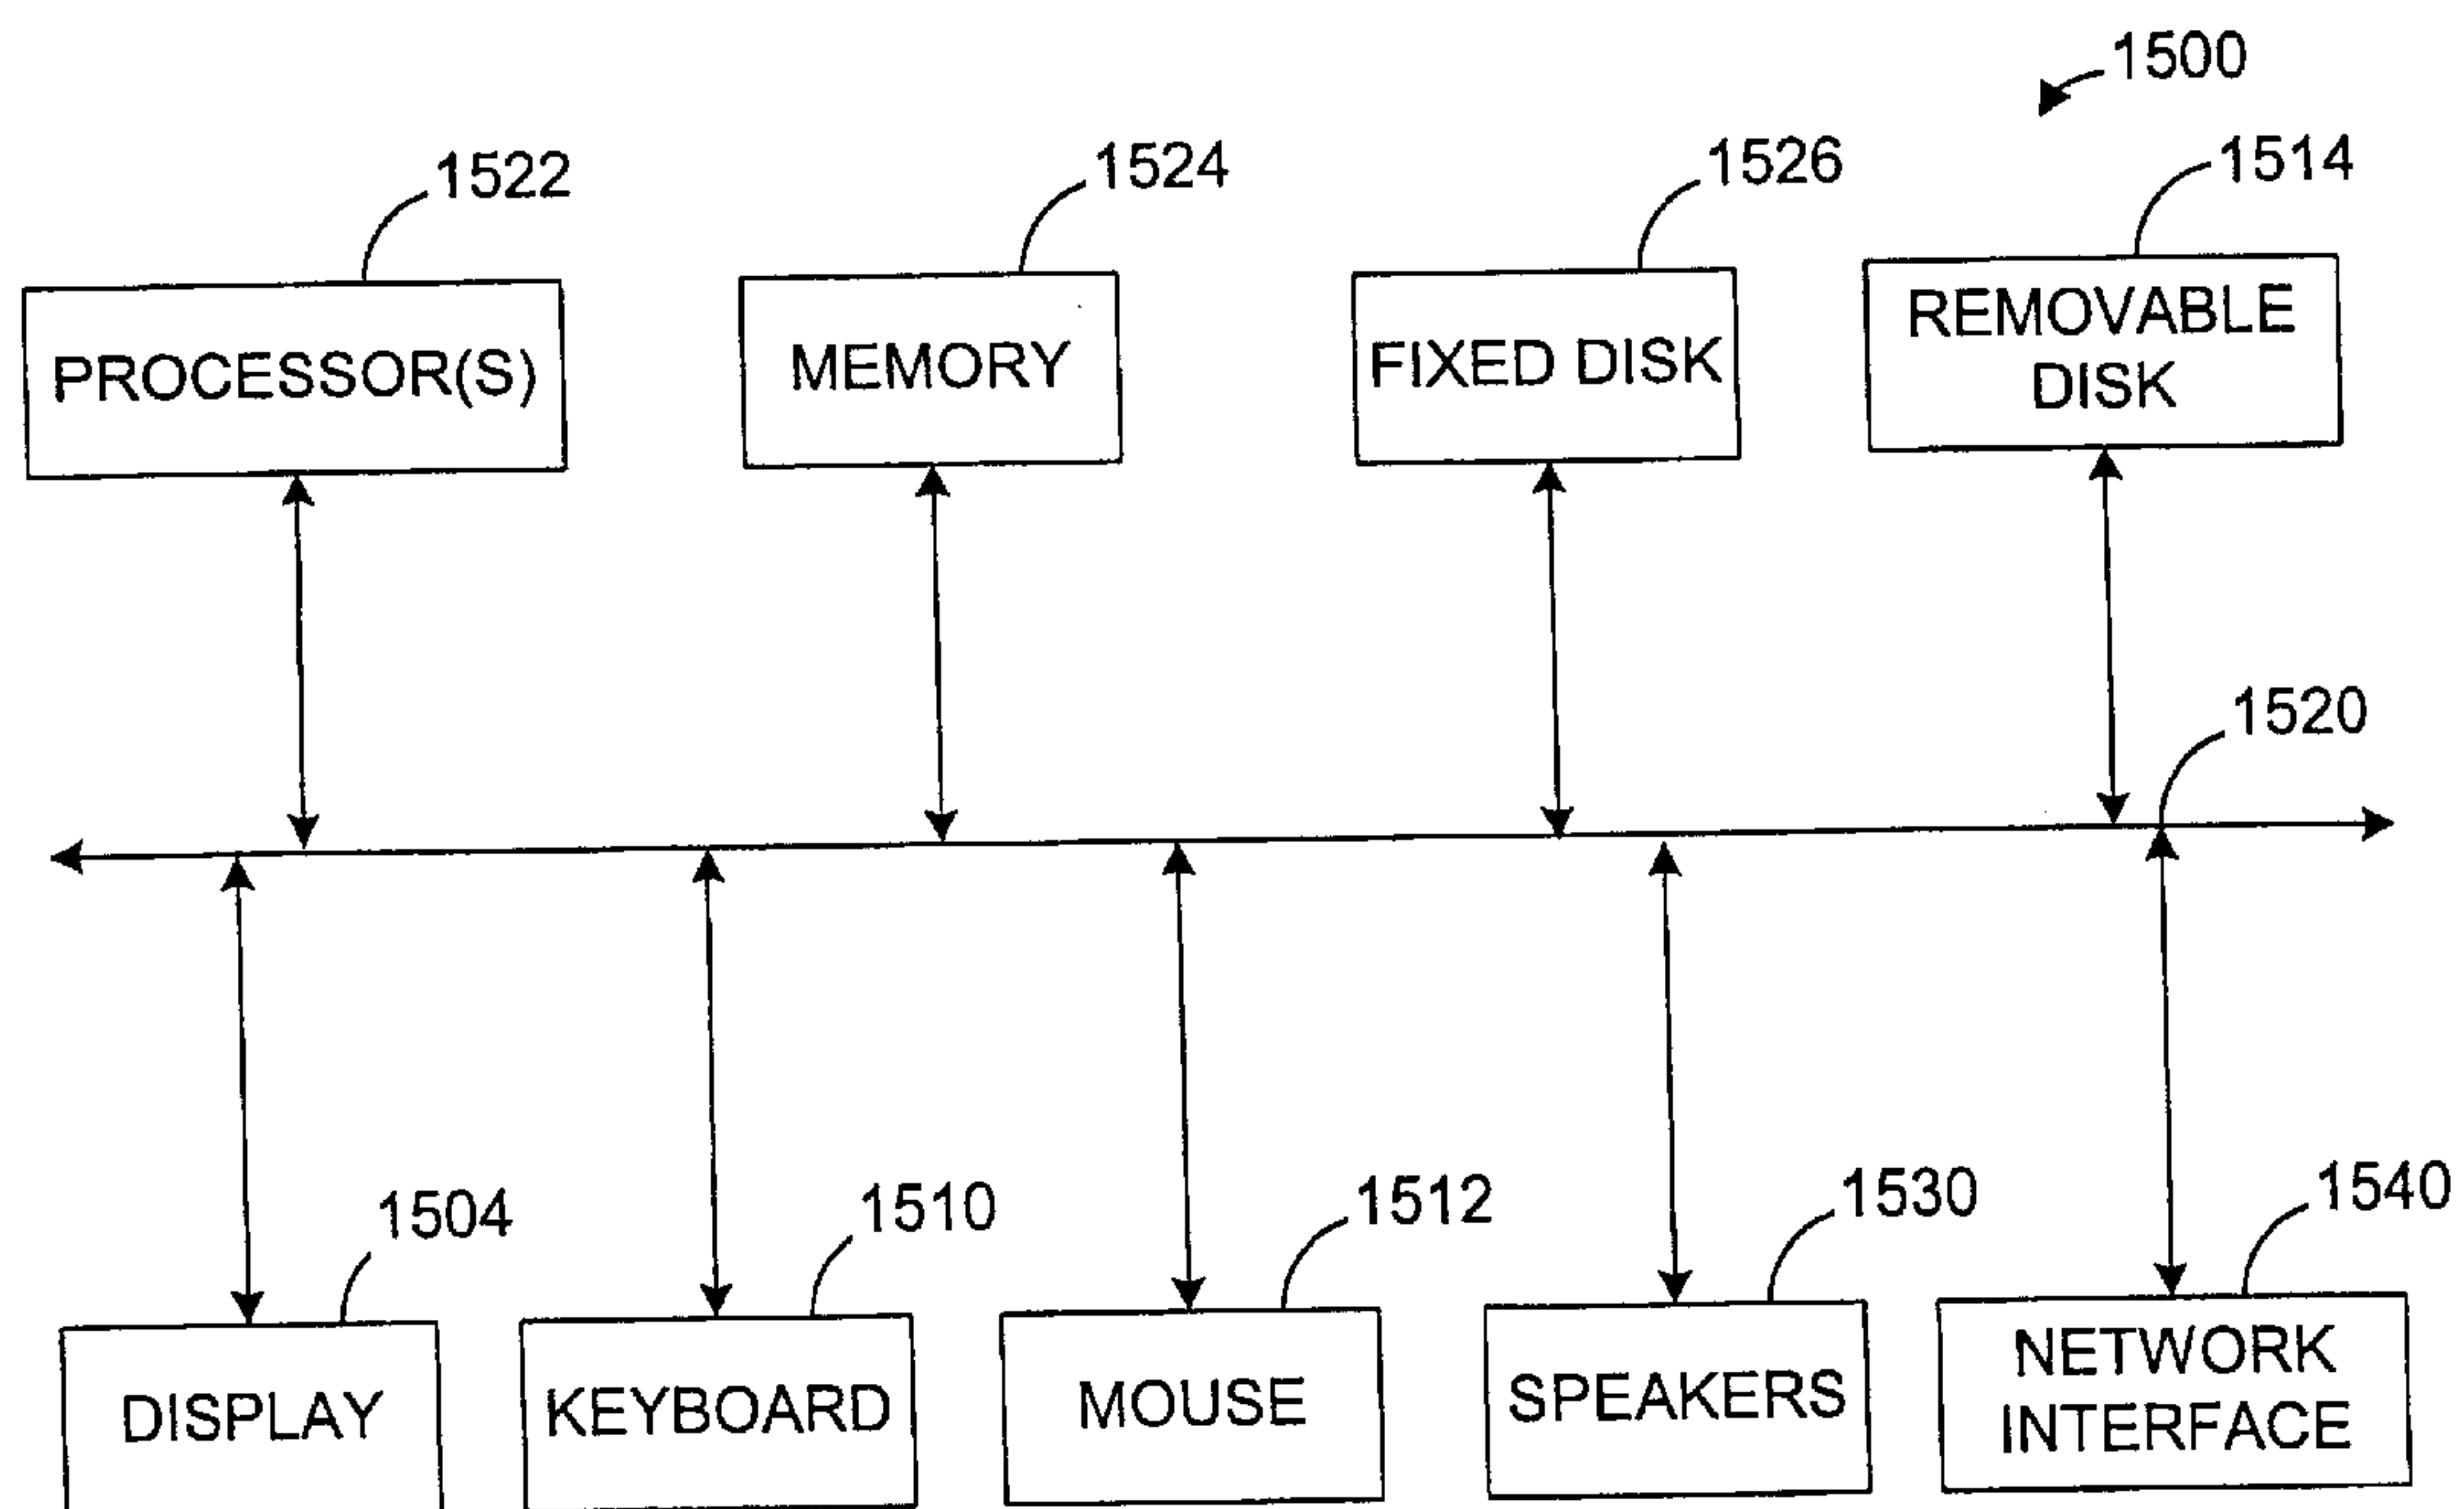 1500
1522
1524
1526
1514
PROCESSOR(S)
MEMORY
FIXED DISK
REMOVABLE
DISK
1520
1504
1510
1512
1530
1540
DISPLAY
KEYBOARD
MOUSE
SPEAKERS
NETWORK
INTERFACE